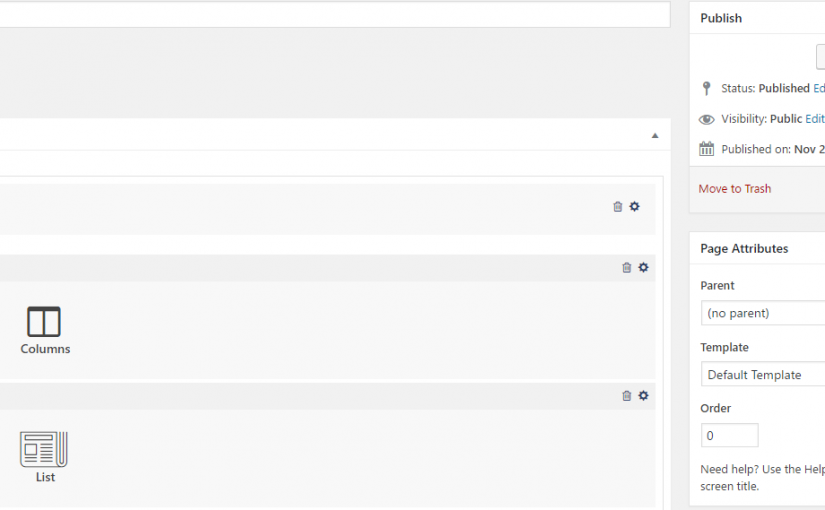 Publish
Status: Published Ed
Visibility: Public Edit
Published on: Nov 2
Move to Trash
Columns
List
Page Attributes
Parent
(no parent)
Template
Default Template
Order
0
Need help? Use the Help
screen title.